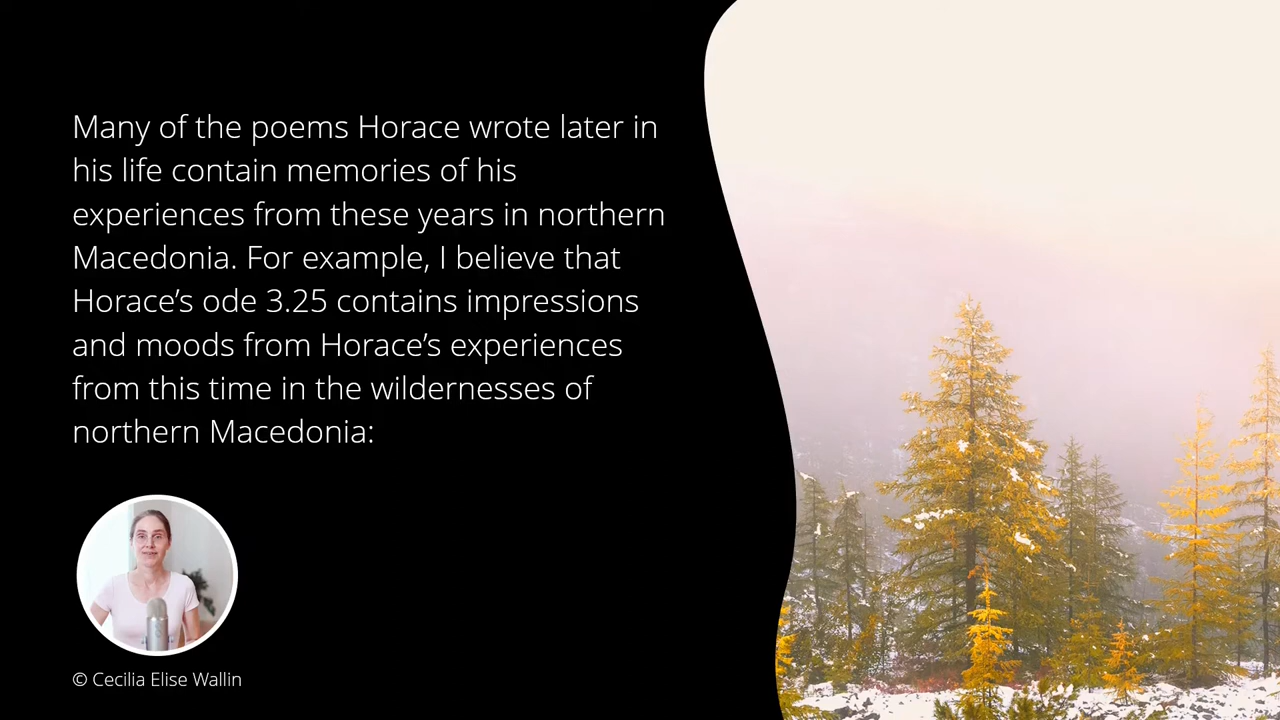 Many of the poems Horace wrote later in
his life contain memories of his
experiences from these years in northern
Macedonia. For example, I believe that
Horace’s ode 3.25 contains impressions
and moods from Horace’s experiences
from this time in the wildernesses of
northern Macedonia:
© Cecilia Elise Wallin